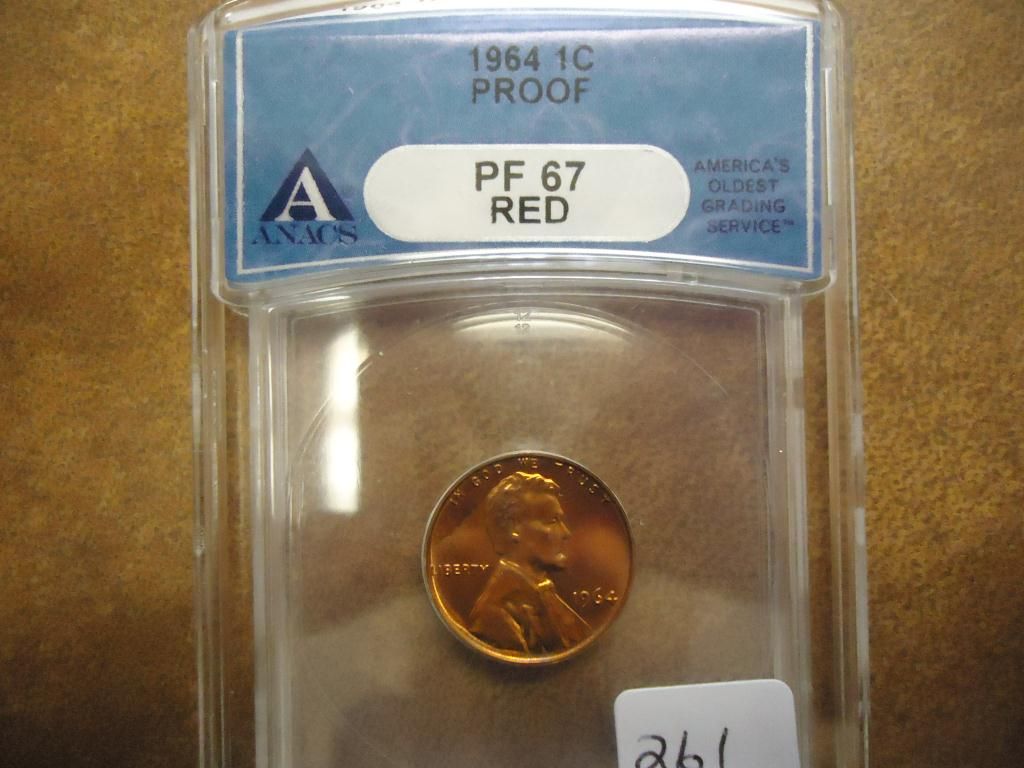 1964 1C
PROOF
PF 67
RED
A
ANACS
AMERICA'S
OLDEST
GRADING
SERVICE™
IN GOD WE TRUST
LIBERTY
1964
261